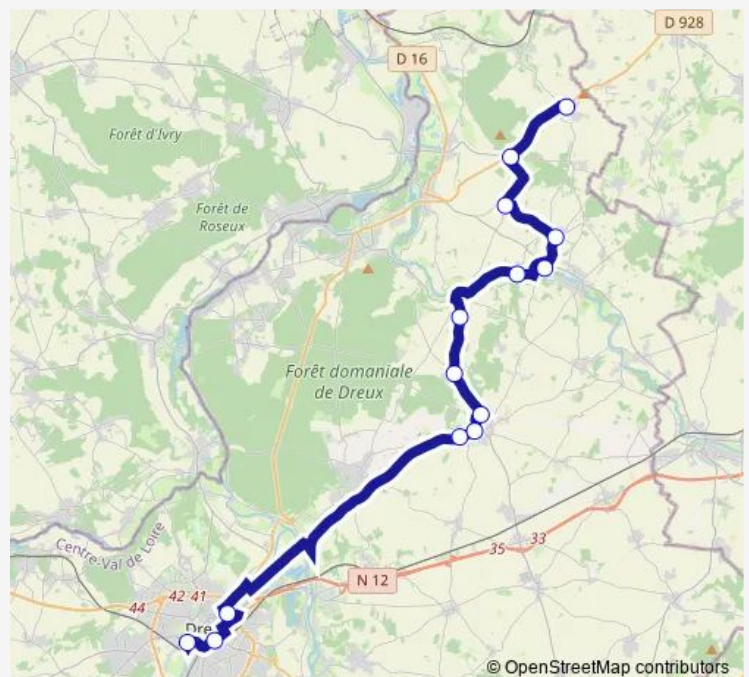 D 928
D 16
Forêt d'Ivry
Forêt de
Roseux
Forêt domaniale
de Dreux
Centre-Val de Loire
33
35
N 12
44
42 41
Dre
© OpenStreetMap contributors